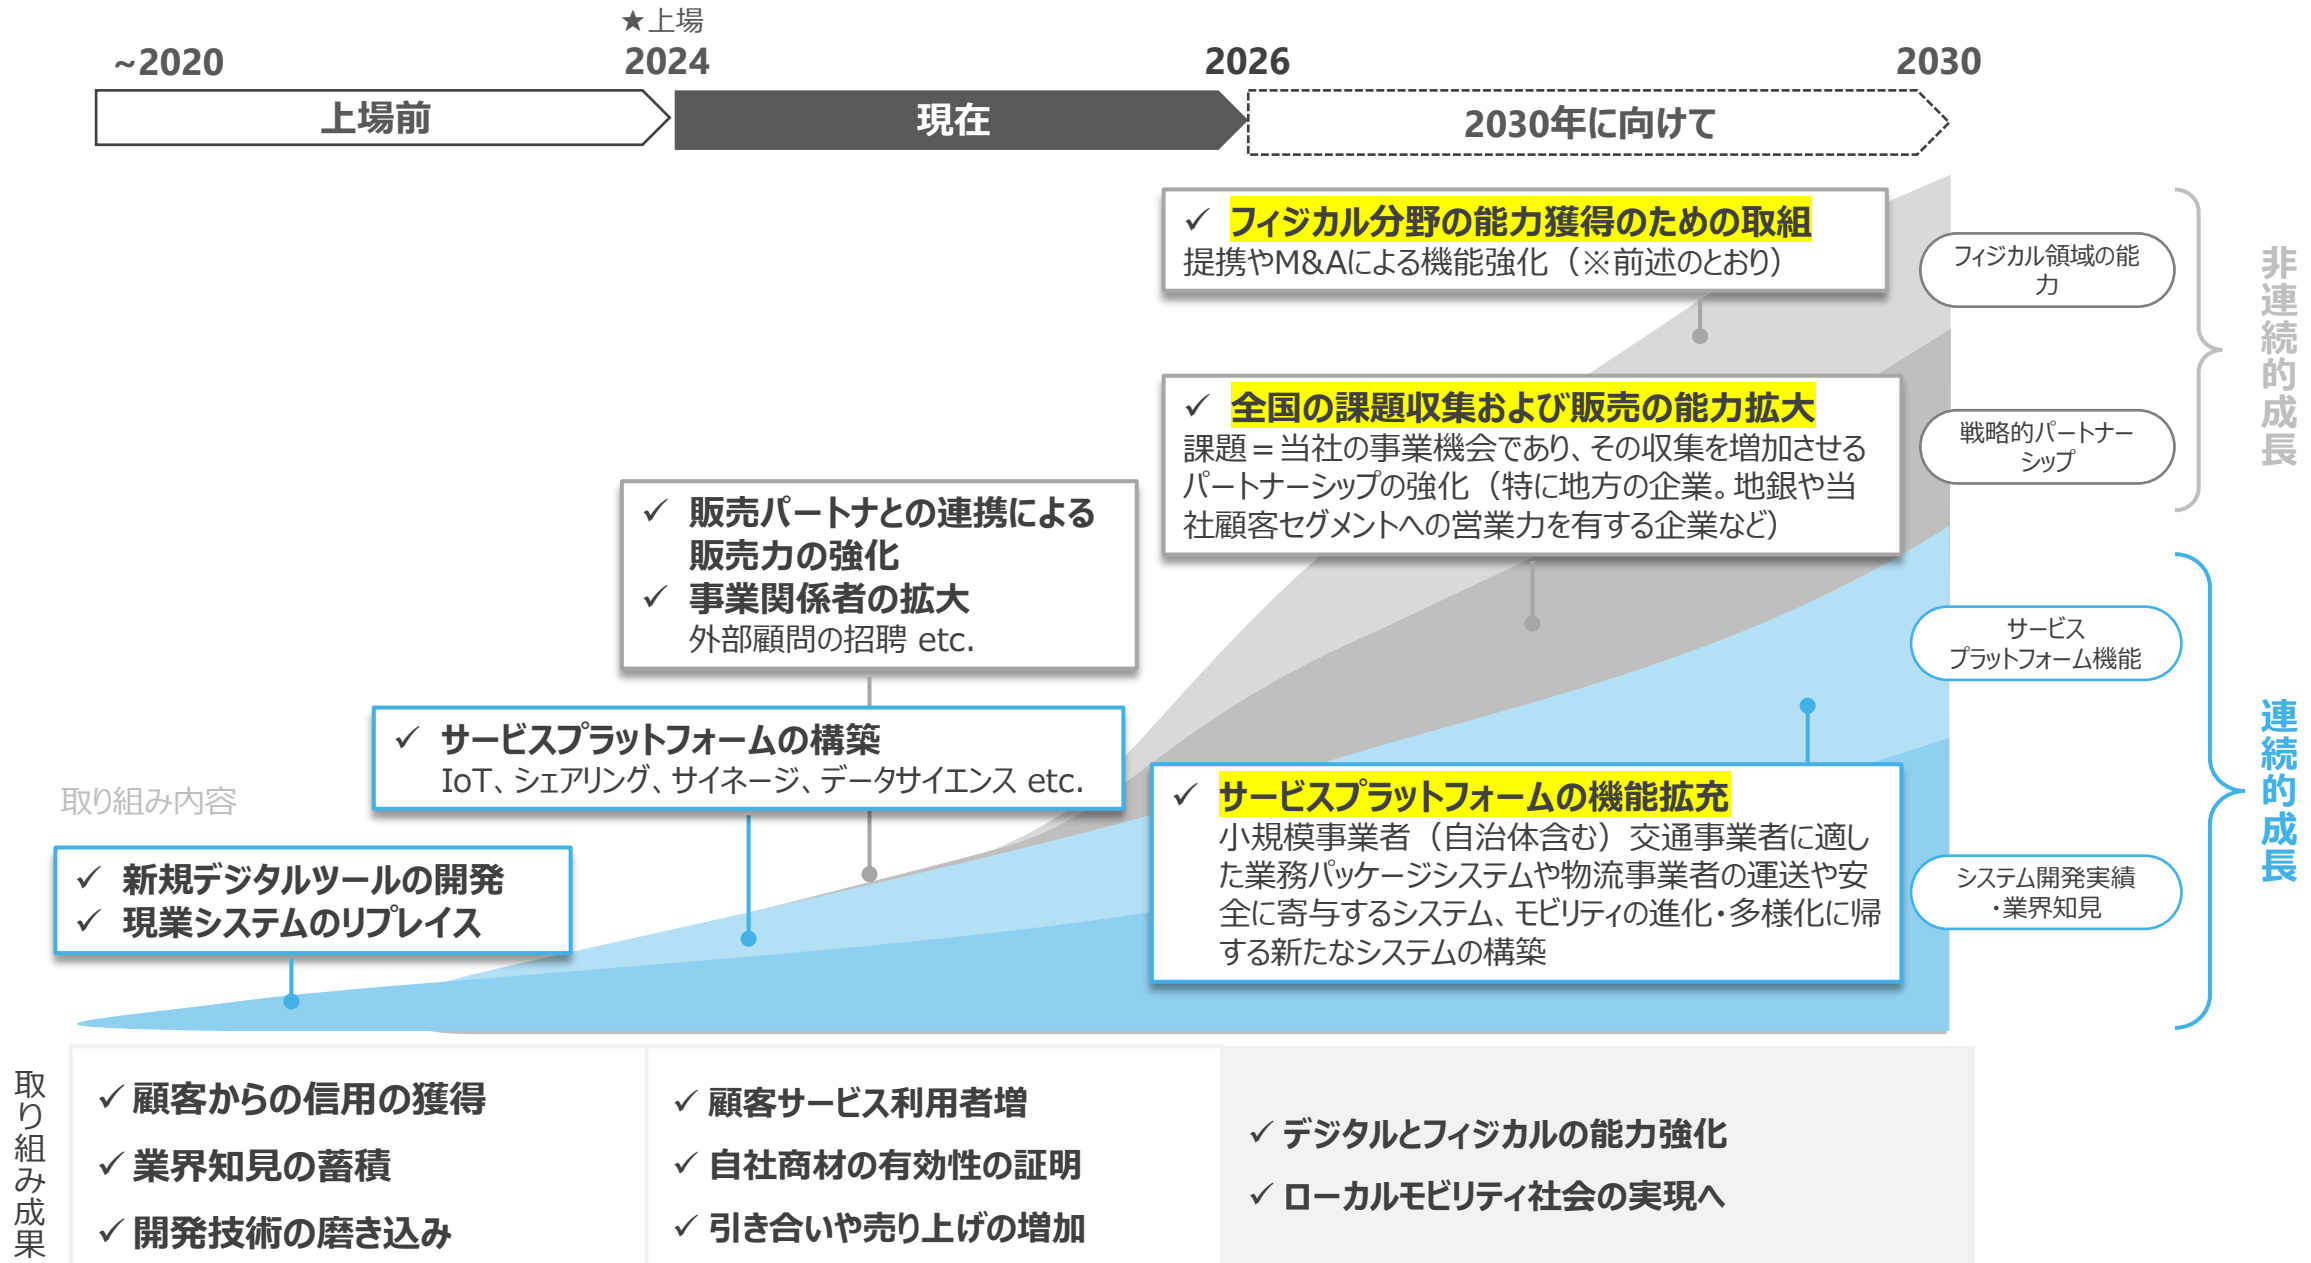 ★上場
~2020
2024
2026
2030
上場前
現在
2030年に向けて
✓ フィジカル分野の能力獲得のための取組
提携やM&Aによる機能強化（※前述のとおり）
フィジカル領域の能
力
非連続的成長
✓ 全国の課題収集および販売の能力拡大
課題＝当社の事業機会であり、その収集を増加させる
パートナーシップの強化（特に地方の企業。地銀や当
社顧客セグメントへの営業力を有する企業など）
戦略的パートナー
シップ
✓ 販売パートナとの連携による
販売力の強化
✓ 事業関係者の拡大
外部顧問の招聘 etc.
サービス
プラットフォーム機能
✓ サービスプラットフォームの構築
IoT、シェアリング、サイネージ、データサイエンス etc.
連続的成長
取り組み内容
✓ サービスプラットフォームの機能拡充
小規模事業者（自治体含む）交通事業者に適し
た業務パッケージシステムや物流事業者の運送や安
全に寄与するシステム、モビリティの進化・多様化に帰
する新たなシステムの構築
✓ 新規デジタルツールの開発
✓ 現業システムのリプレイス
システム開発実績
・業界知見
取り組み成果
✓ 顧客からの信用の獲得
✓ 業界知見の蓄積
✓ 開発技術の磨き込み
✓ 顧客サービス利用者増
✓ 自社商材の有効性の証明
✓ 引き合いや売り上げの増加
✓ デジタルとフィジカルの能力強化
✓ ローカルモビリティ社会の実現へ